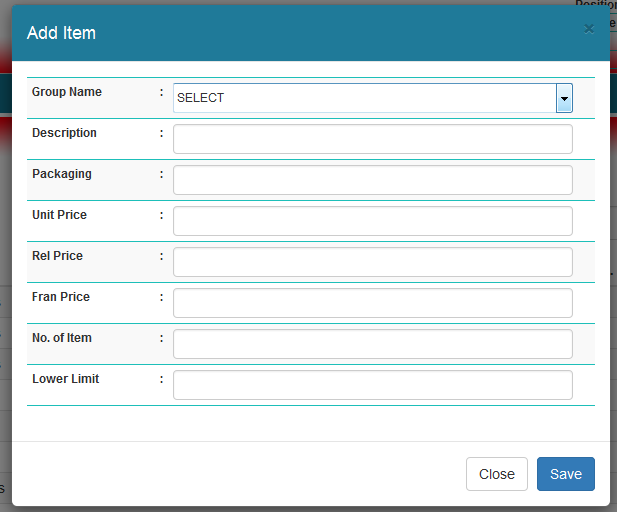 Position
Add Item
×
Group Name : SELECT
Description :
Packaging :
Unit Price :
Rel Price :
Fran Price :
No. of Item :
Lower Limit :
Close Save